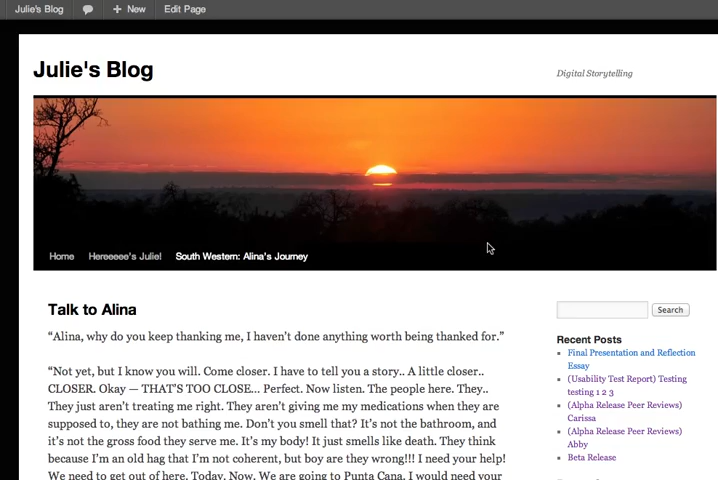 Julie's Blog
New
Edit Page
Julie's Blog
Digital Storytelling
Home
Hereeeee's Julie!
South Western: Alina's Journey
Talk to Alina
“Alina, why do you keep thanking me, I haven’t done anything worth being thanked for.”
“Not yet, but I know you will. Come closer. I have to tell you a story.. A little closer..
CLOSER. Okay — THAT’S TOO CLOSE… Perfect. Now listen. The people here. They..
They just aren’t treating me right. They aren’t giving me my medications when they are
supposed to, they are not bathing me. Don’t you smell that? It’s not the bathroom, and
it’s not the gross food they serve me. It’s my body! It just smells like death. They think
because I’m an old hag that I’m not coherent, but boy are they wrong!!! I need your help!
We need to get out of here. Today. Now. We are going to Punta Cana. I would need your
Search
Recent Posts
Final Presentation and Reflection
Essay
(Usability Test Report) Testing
testing 1 2 3
(Alpha Release Peer Reviews)
Carissa
(Alpha Release Peer Reviews)
Abby
Beta Release